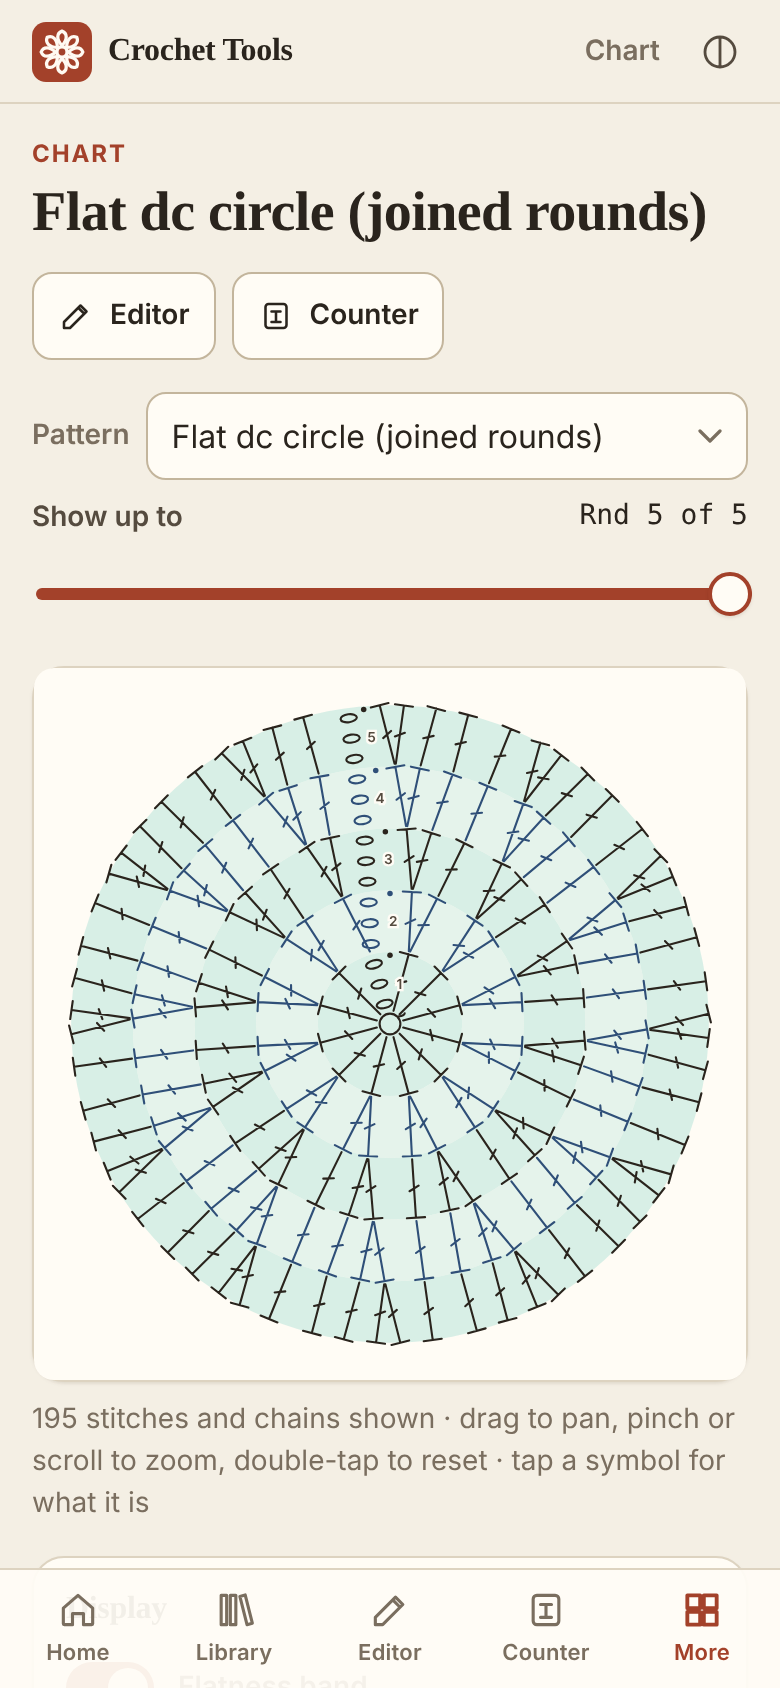 Crochet Tools
Chart
CHART
Flat dc circle (joined rounds)
Editor
Counter
Pattern
Flat dc circle (joined rounds)
Show up to
Rnd 5 of 5
5
4
3
2
1
195 stitches and chains shown · drag to pan, pinch or
scroll to zoom, double-tap to reset · tap a symbol for
what it is
Display
Flatness band
Home
Library
Editor
Counter
More